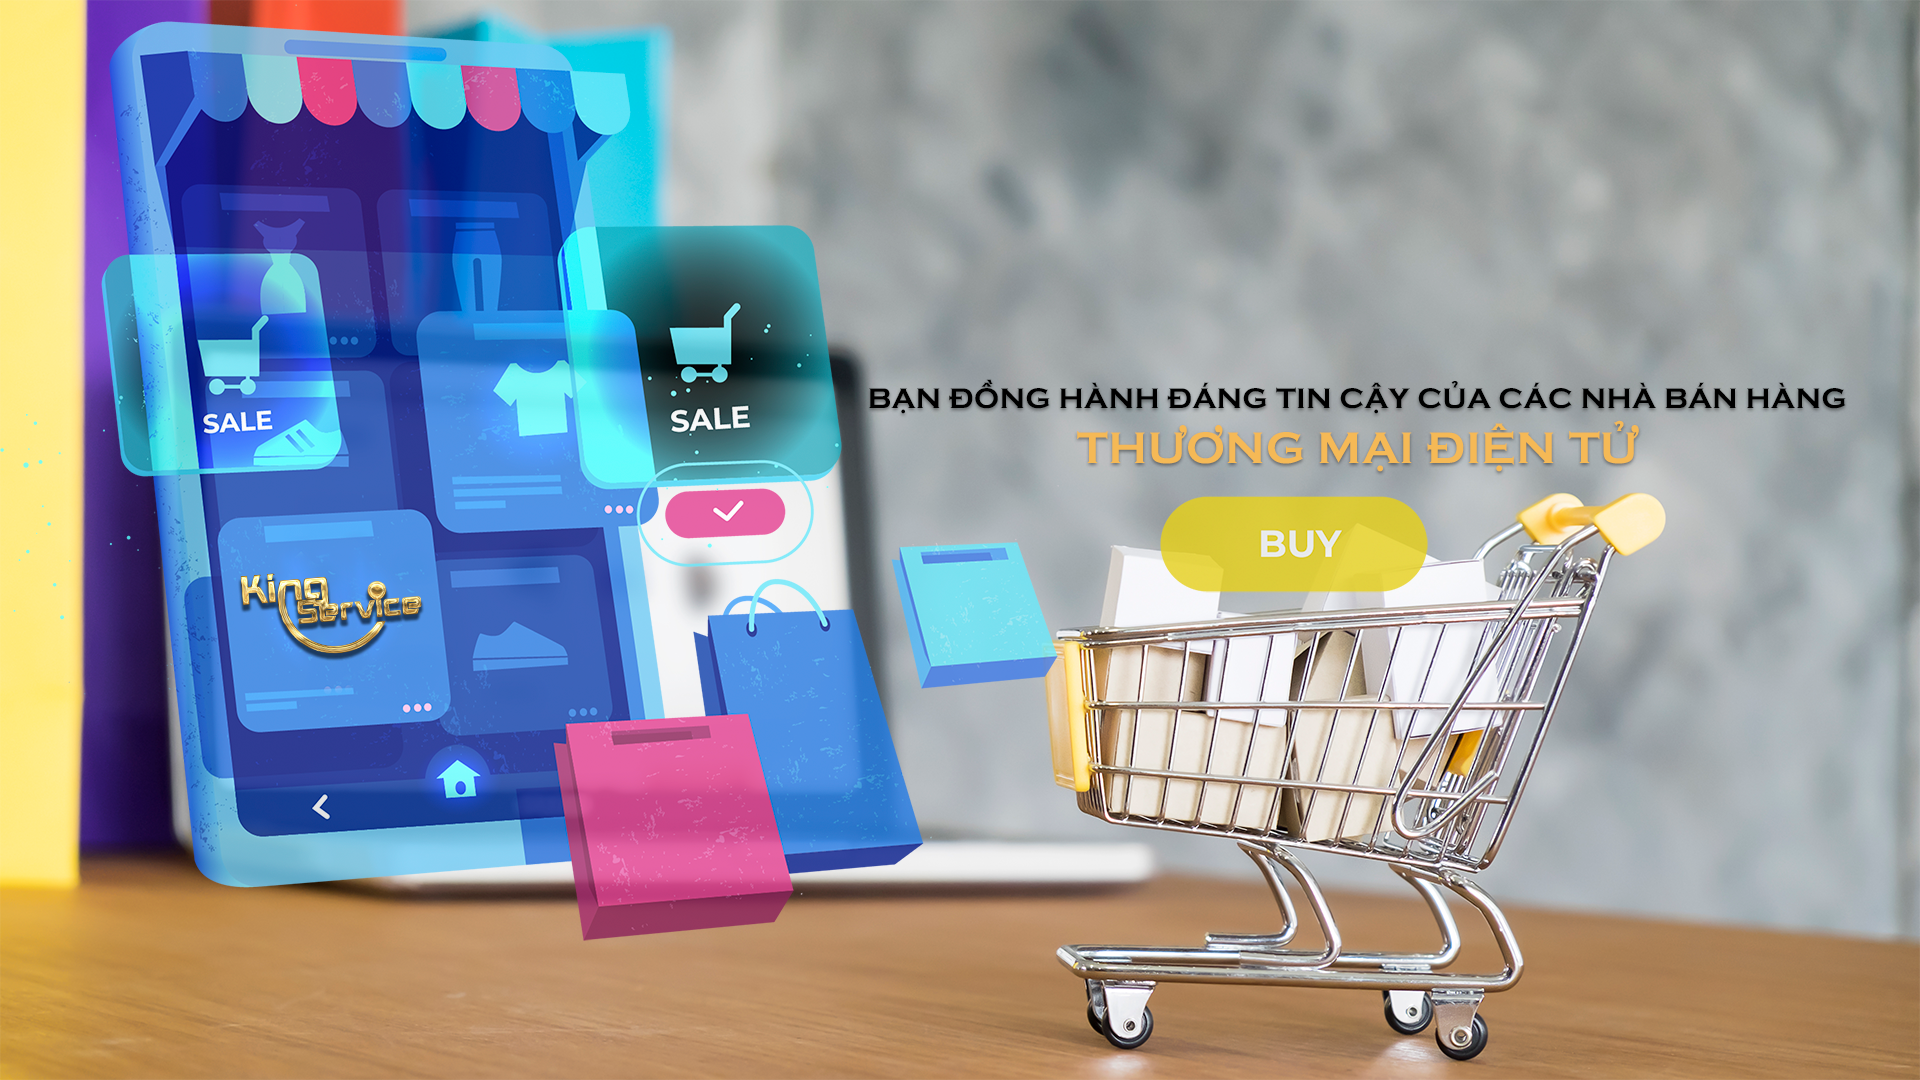 SALE
SALE
BẠN ĐỒNG HÀNH ĐÁNG TIN CẬY CỦA CÁC NHÀ BÁN HÀNG
THƯƠNG MẠI ĐIỆN TỬ
BUY
King
Service